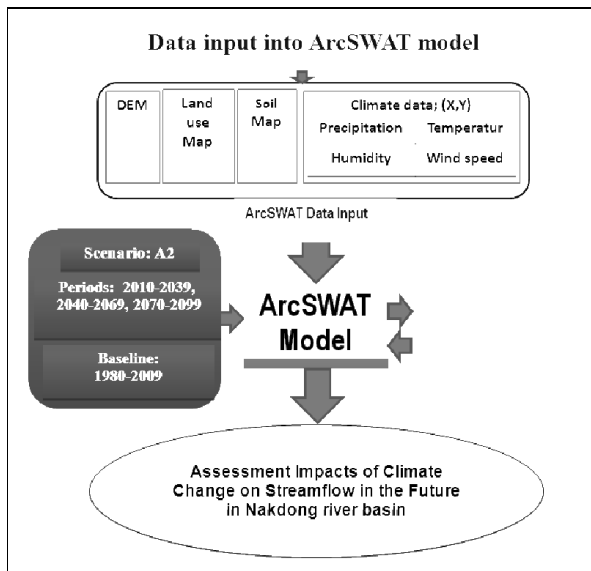 Data input into ArcSWAT model
DEM
Land
use
Map
Soil
Map
Climate data; (X,Y)
Precipitation Temperatur
Humidity Wind speed
ArcSWAT Data Input
Scenario: A2
Periods: 2010-2039,
2040-2069, 2070-2099
Baseline:
1980-2009
ArcSWAT
Model
Assessment Impacts of Climate
Change on Streamflow in the Future
in Nakdong river basin